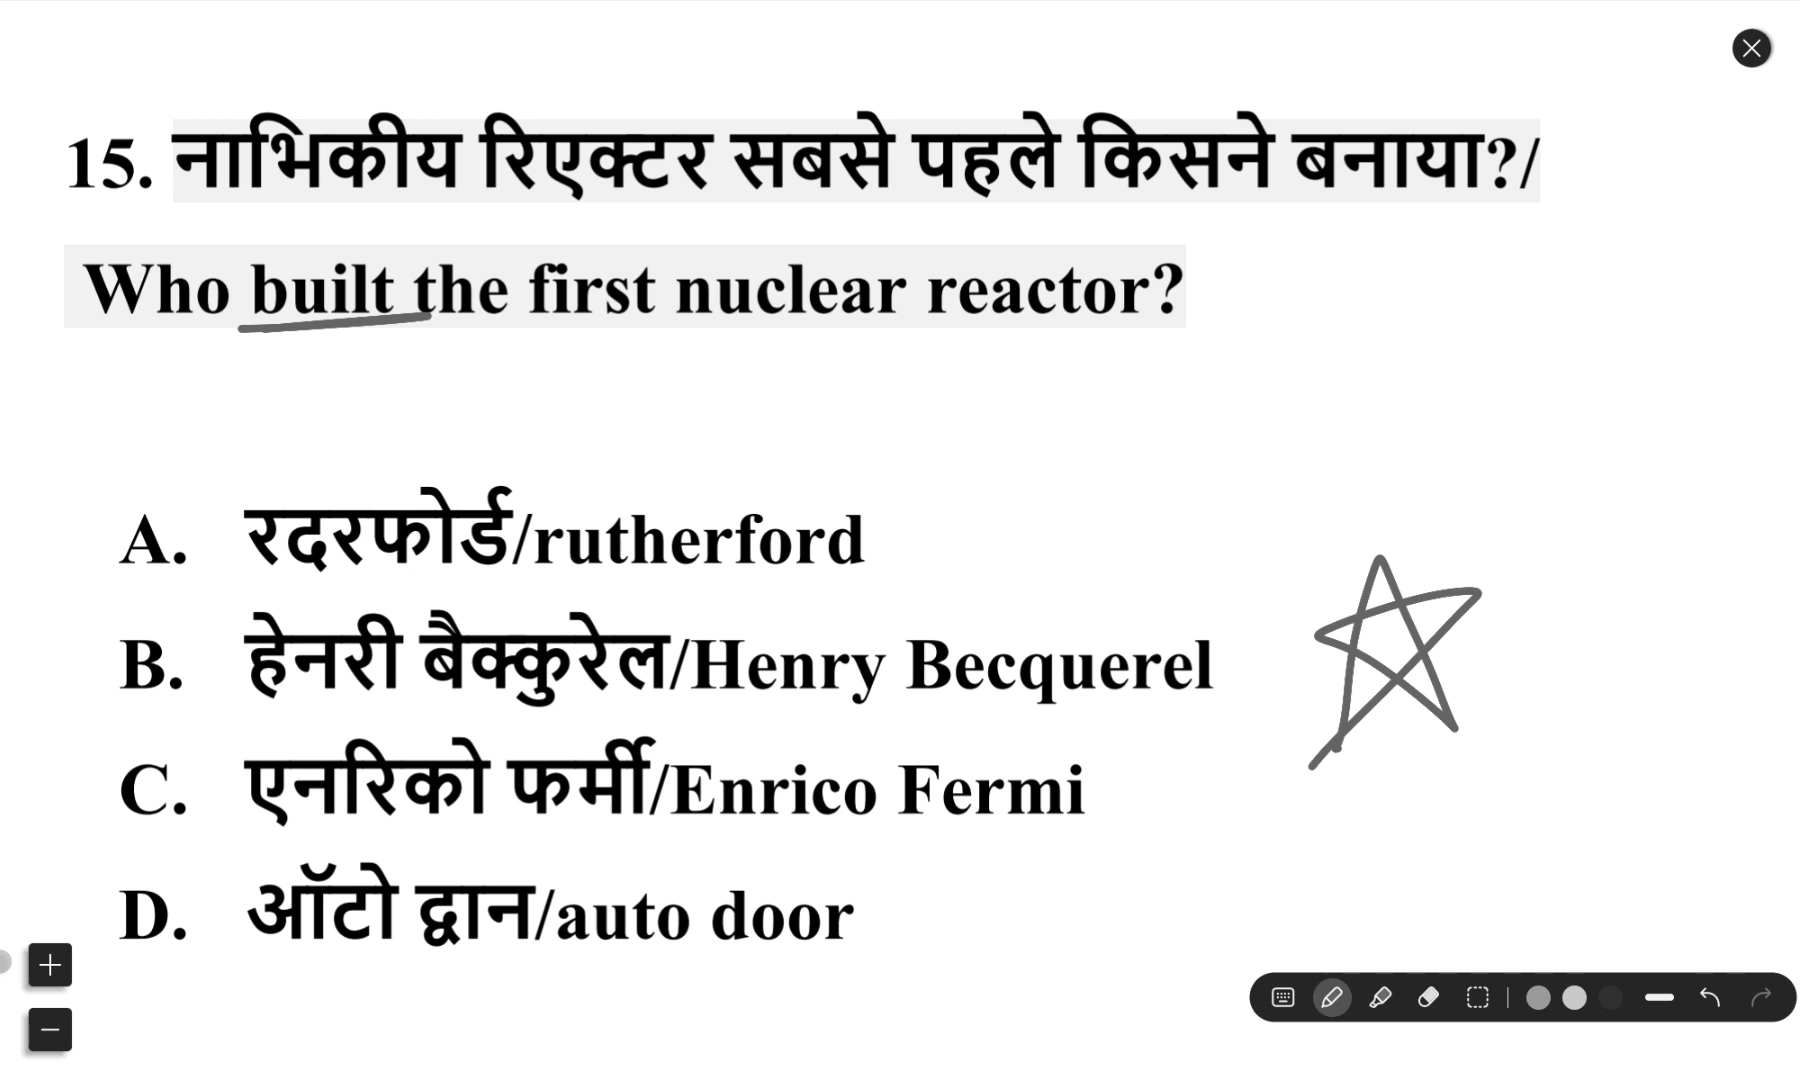 15. नाभिकीय रिएक्टर सबसे पहले किसने बनाया?/
Who built the first nuclear reactor?
A. रदरफोर्ड/rutherford
B. हेनरी बैक्कुरेल/Henry Becquerel
C. एनरिको फर्मी/Enrico Fermi
D. ऑटो द्वान/auto door